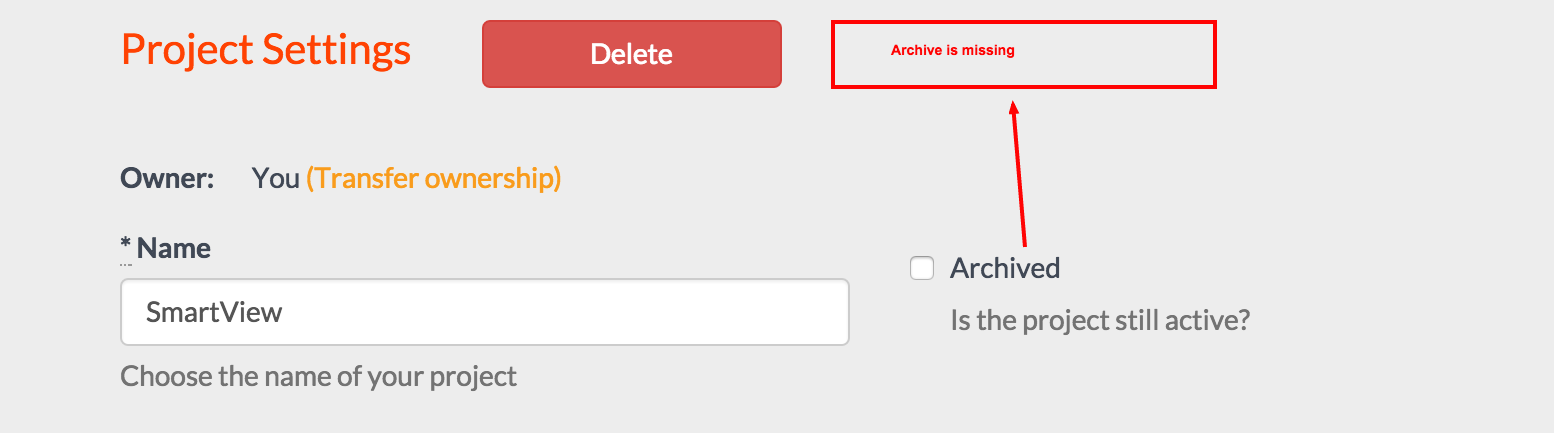 Project Settings
Delete
Archive is missing
Owner: You (Transfer ownership)
* Name
Archived
SmartView
Is the project still active?
Choose the name of your project